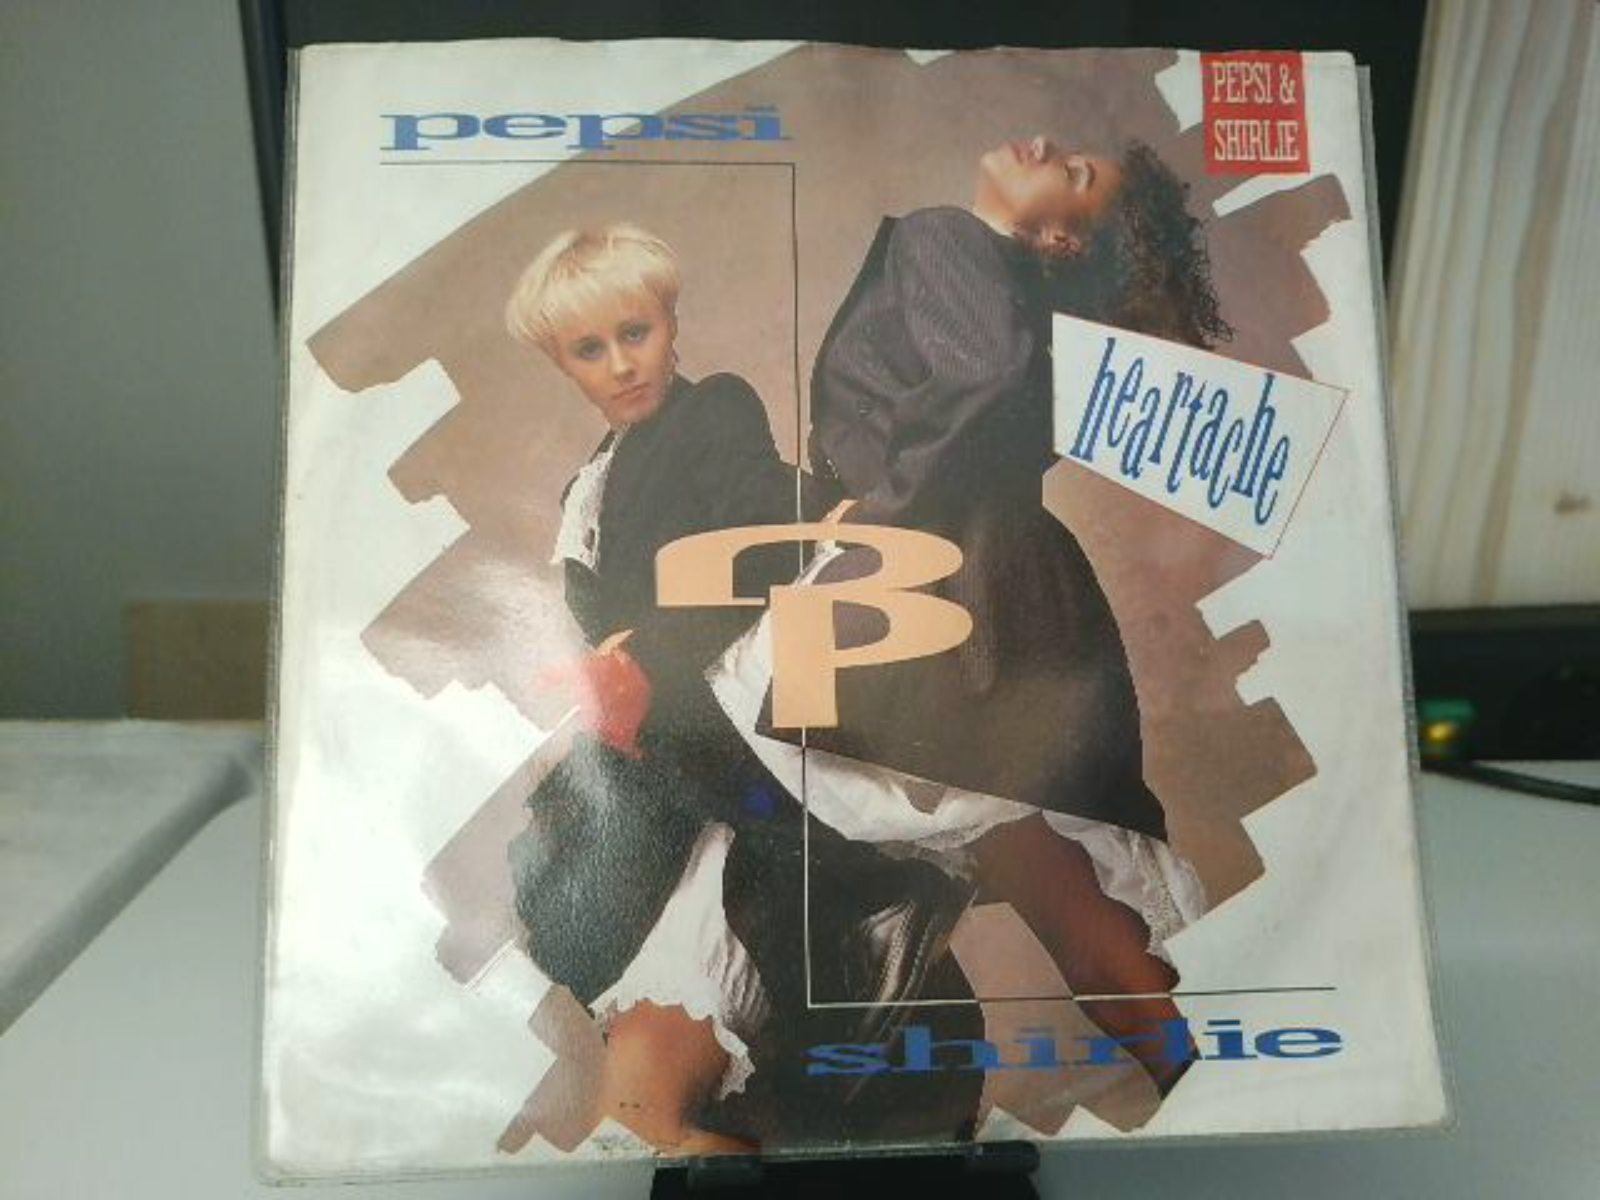 pepsi
PEPSI &
SHIRLIE
heartache
shirlie